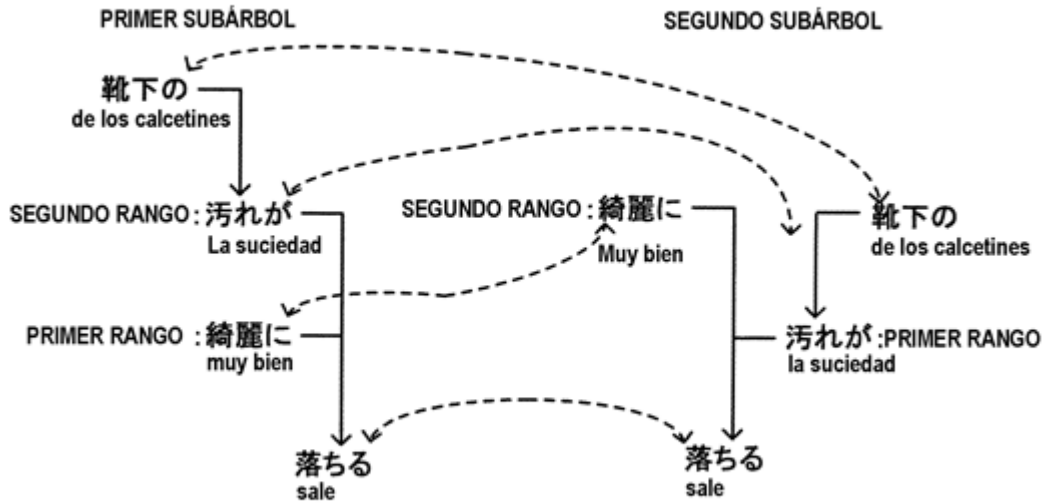 PRIMER SUBÁRBOL
SEGUNDO SUBÁRBOL
靴下の
de los calcetines
SEGUNDO RANGO : 汚れが
La suciedad
PRIMER RANGO : 綺麗に
muy bien
落ちる
sale
SEGUNDO RANGO : 綺麗に
Muy bien
靴下の
de los calcetines
汚れが :PRIMER RANGO
la suciedad
落ちる
sale